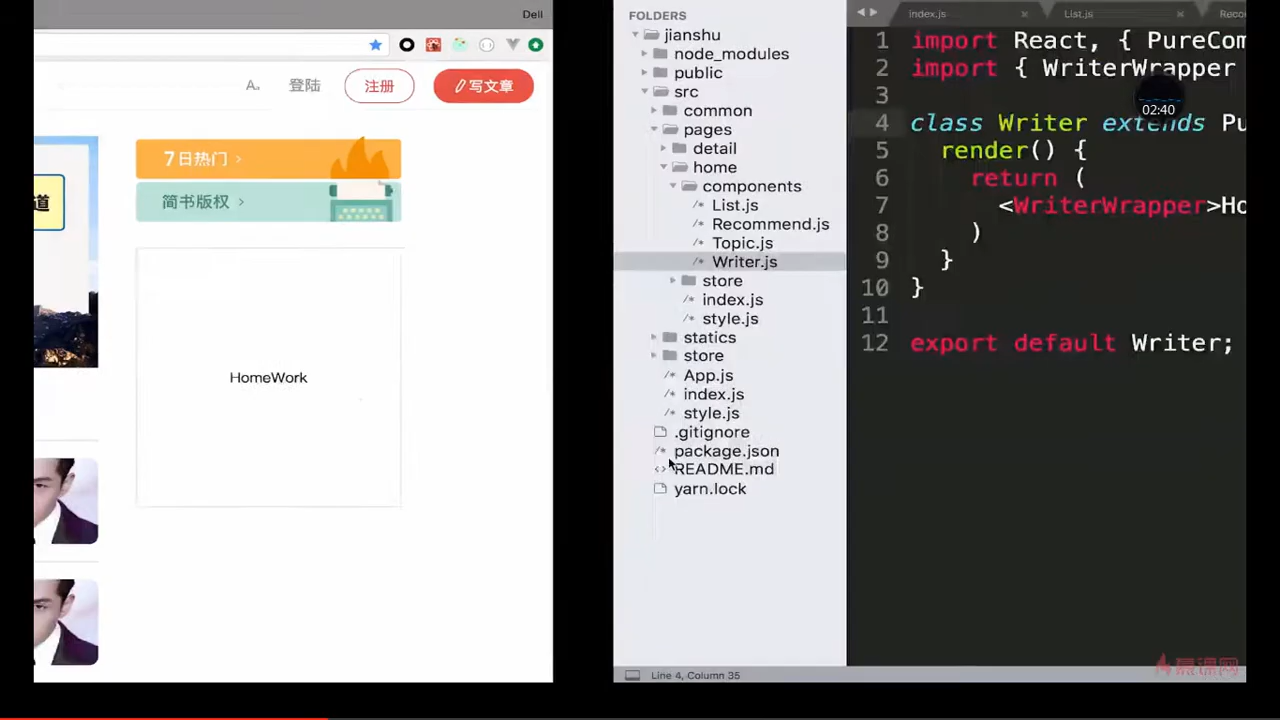 Dell
Aₐ 登陆 注册 写文章
7日热门 >
简书版权 >
道
HomeWork
FOLDERS
jianshu
node_modules
public
src
common
pages
detail
home
components
List.js
Recommend.js
Topic.js
Writer.js
store
index.js
style.js
statics
store
App.js
index.js
style.js
.gitignore
package.json
README.md
yarn.lock
index.js × List.js × Reco
1 import React, { PureCom
2 import { WriterWrapper
3
4 class Writer extends Pu
5 render() {
6 return (
7 <WriterWrapper>Ho
8 )
9 }
10 }
11
12 export default Writer;
02:40
Line 4, Column 35
慕课网